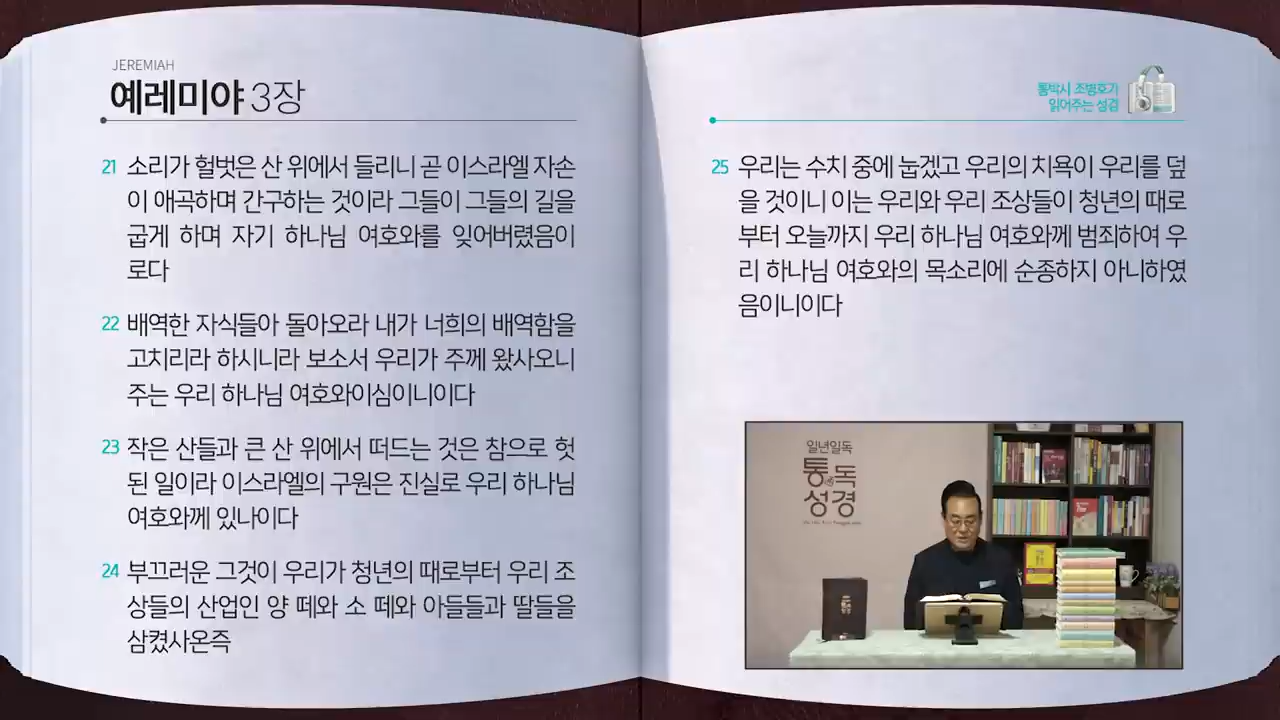 JEREMIAH
예레미야 3장
21 소리가 헐벗은 산 위에서 들리니 곧 이스라엘 자손
이 애곡하며 간구하는 것이라 그들이 그들의 길을
굽게 하며 자기 하나님 여호와를 잊어버렸음이
로다
22 배역한 자식들아 돌아오라 내가 너희의 배역함을
고치리라 하시니라 보소서 우리가 주께 왔사오니
주는 우리 하나님 여호와이심이니이다
23 작은 산들과 큰 산 위에서 떠드는 것은 참으로 헛
된 일이라 이스라엘의 구원은 진실로 우리 하나님
여호와께 있나이다
24 부끄러운 그것이 우리가 청년의 때로부터 우리 조
상들의 산업인 양 떼와 소 떼와 아들들과 딸들을
삼켰사온즉
통박사 조병호가
읽어주는 성경
25 우리는 수치 중에 눕겠고 우리의 치욕이 우리를 덮
을 것이니 이는 우리와 우리 조상들이 청년의 때로
부터 오늘까지 우리 하나님 여호와께 범죄하여 우
리 하나님 여호와의 목소리에 순종하지 아니하였
음이니이다
일년일독
통독
성경